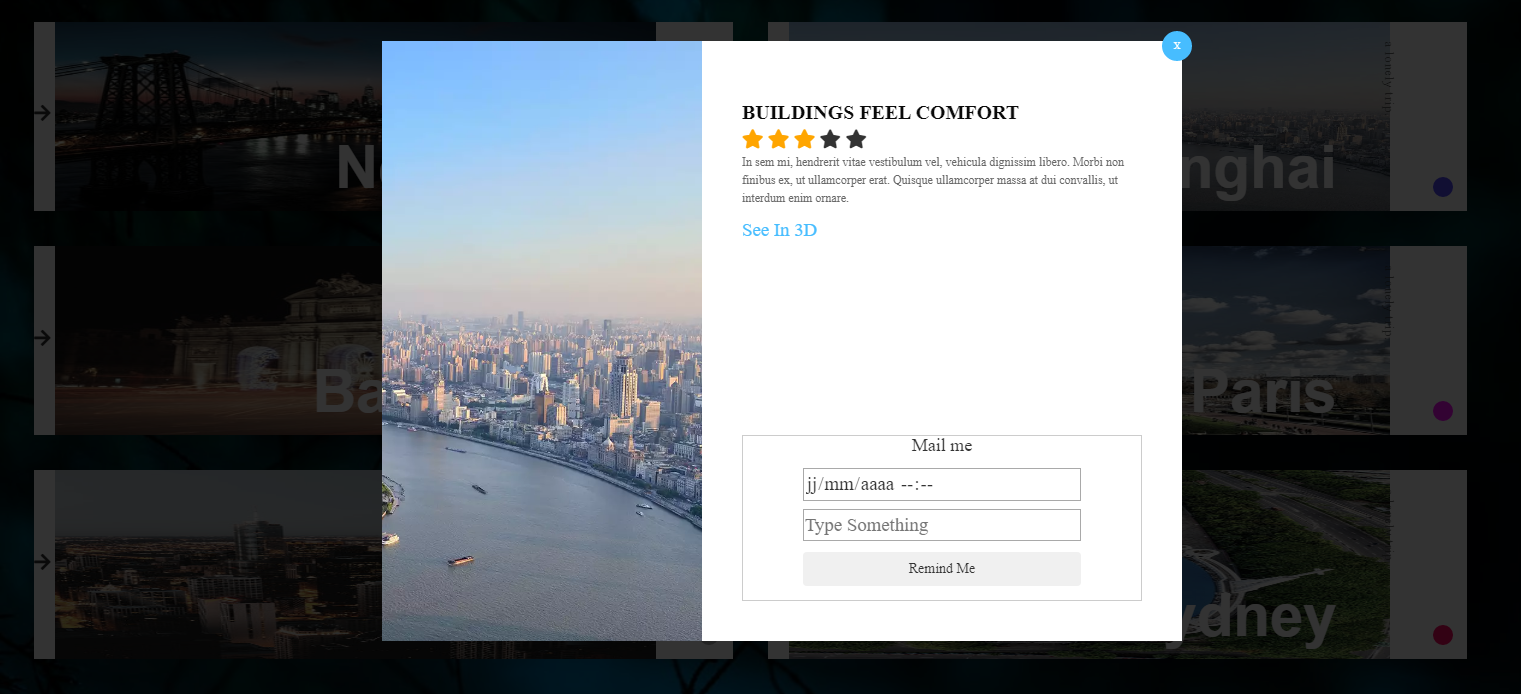 x
BUILDINGS FEEL COMFORT
In sem mi, hendrerit vitae vestibulum vel, vehicula dignissim libero. Morbi non
finibus ex, ut ullamcorper erat. Quisque ullamcorper massa at dui convallis, ut
interdum enim ornare.
See In 3D
Mail me
jj/mm/aaaa --:--
Type Something
Remind Me
Ne
nghai
a lonely trip
Ba
Paris
ydney